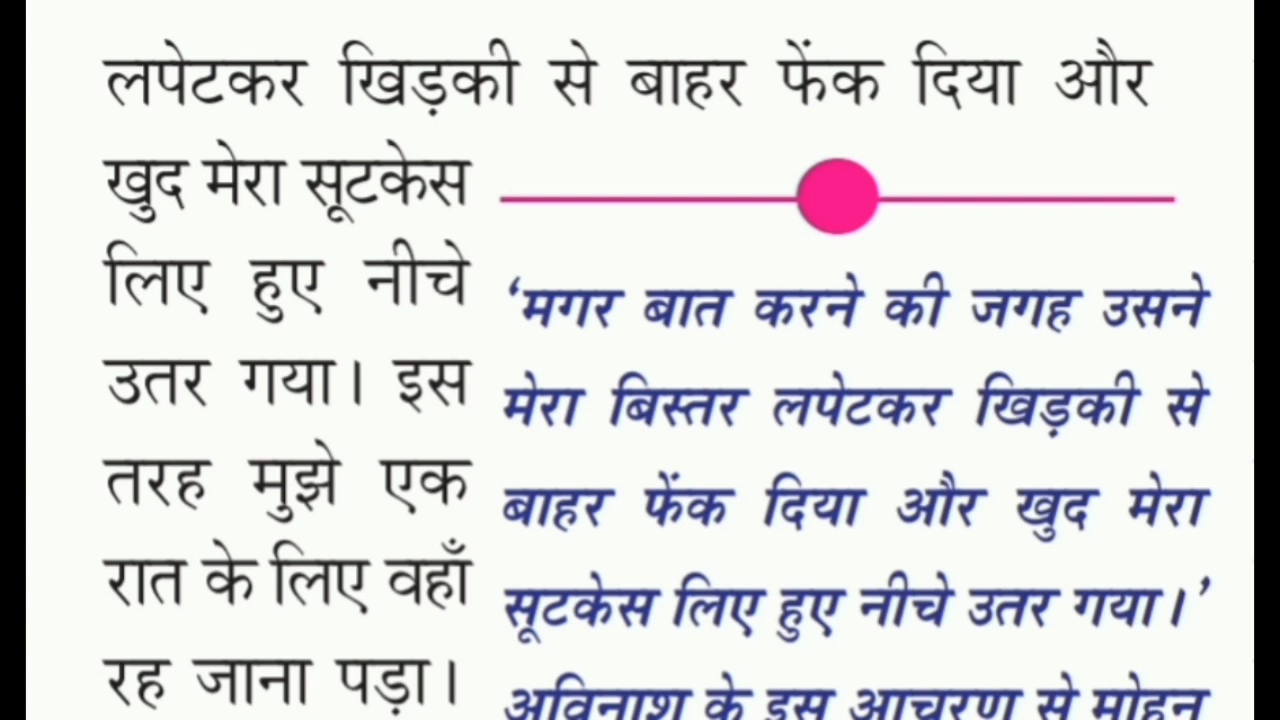 लपेटकर खिड़की से बाहर फेंक दिया और
खुद मेरा सूटकेस
लिए हुए नीचे
उतर गया। इस
तरह मुझे एक
रात के लिए वहाँ
रह जाना पड़ा।
‘मगर बात करने की जगह उसने
मेरा बिस्तर लपेटकर खिड़की से
बाहर फेंक दिया और खुद मेरा
सूटकेस लिए हुए नीचे उतर गया।’
अविनाश के इस आचरण से मोहन